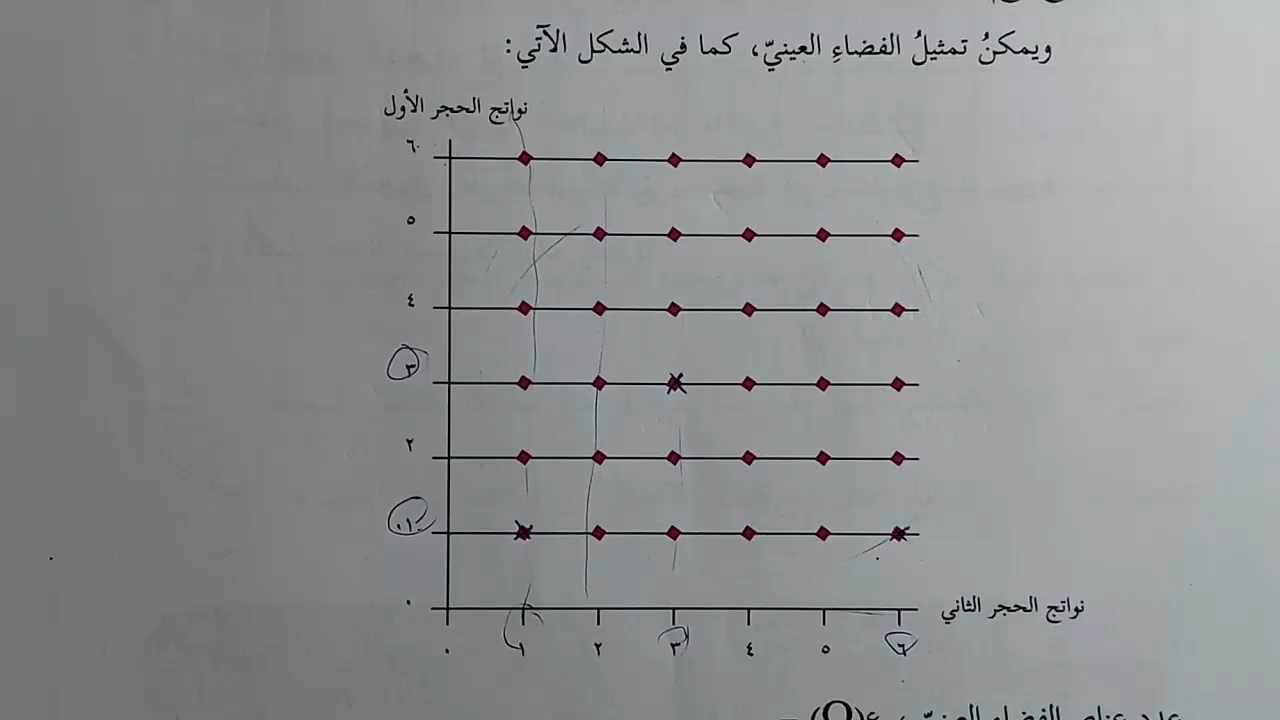 ويمكنُ تمثيلُ الفضاءِ العينيّ، كما في الشكل الآتي:
نواتج الحجر الأول
٦
٥
٤
٣
٢
١
٠
نواتج الحجر الثاني
٠ ١ ٢ ٣ ٤ ٥ ٦